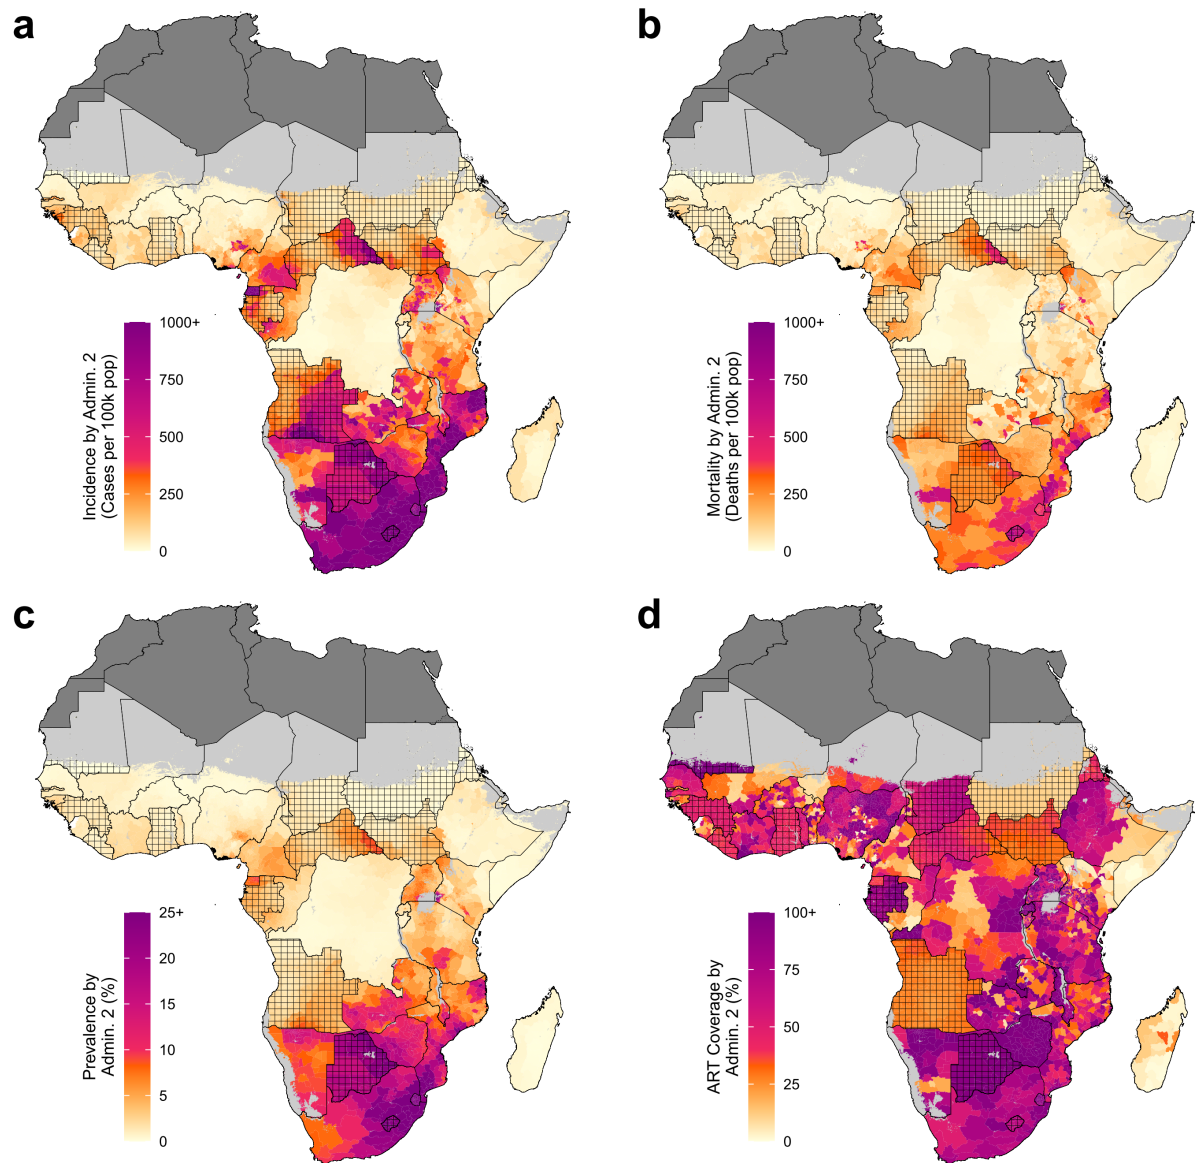 a
b
Incidence by Admin. 2
(Cases per 100k pop)
1000+
750
500
250
0
Mortality by Admin. 2
(Deaths per 100k pop)
1000+
750
500
250
0
c
d
Prevalence by
Admin. 2 (%)
25+
20
15
10
5
0
ART Coverage by
Admin. 2 (%)
100+
75
50
25
0